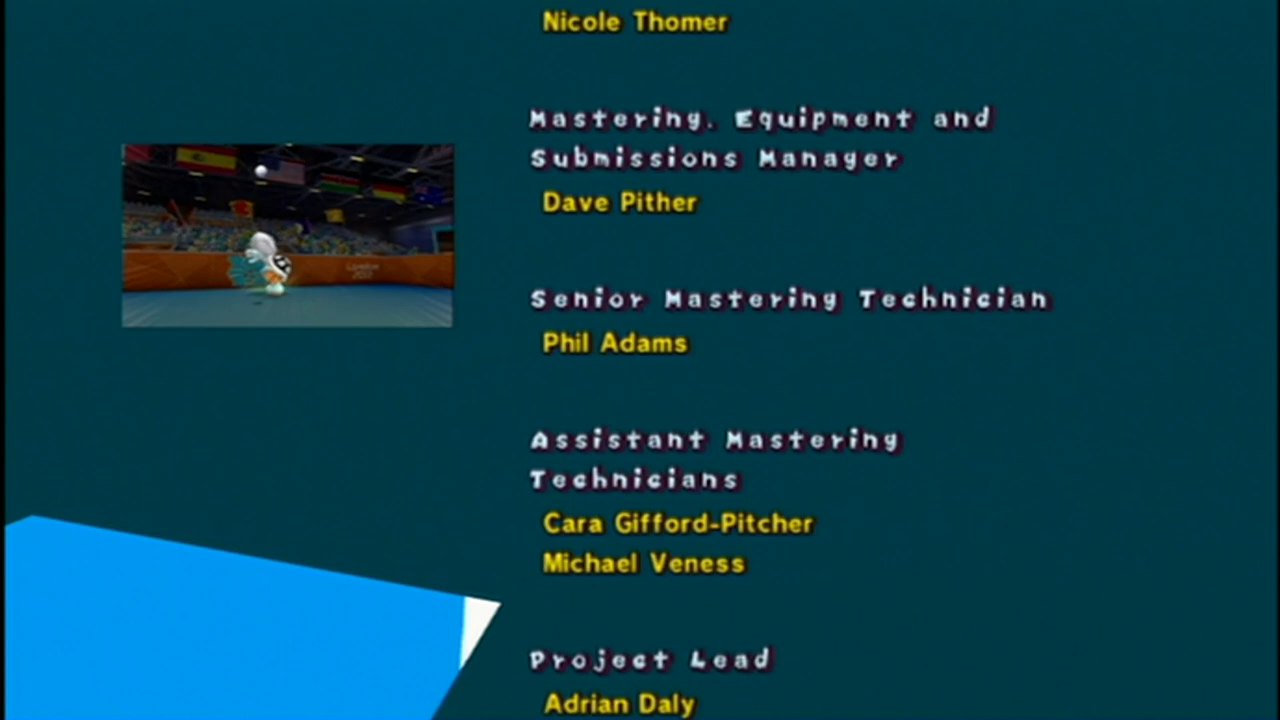 Nicole Thomer
Mastering, Equipment and
Submissions Manager
Dave Pither
Senior Mastering Technician
Phil Adams
Assistant Mastering
Technicians
Cara Gifford-Pitcher
Michael Veness
Project Lead
Adrian Daly